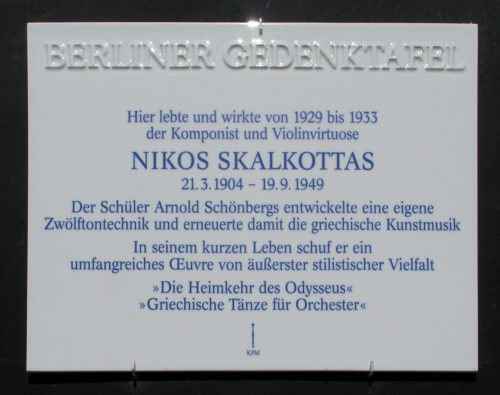 BERLINER GEDENKTAFEL
Hier lebte und wirkte von 1929 bis 1933
der Komponist und Violinvirtuose
NIKOS SKALKOTTAS
21.3.1904 – 19.9.1949
Der Schüler Arnold Schönbergs entwickelte eine eigene
Zwölftontechnik und erneuerte damit die griechische Kunstmusik
In seinem kurzen Leben schuf er ein
umfangreiches Œuvre von äußerster stilistischer Vielfalt
»Die Heimkehr des Odysseus«
»Griechische Tänze für Orchester«
KPM